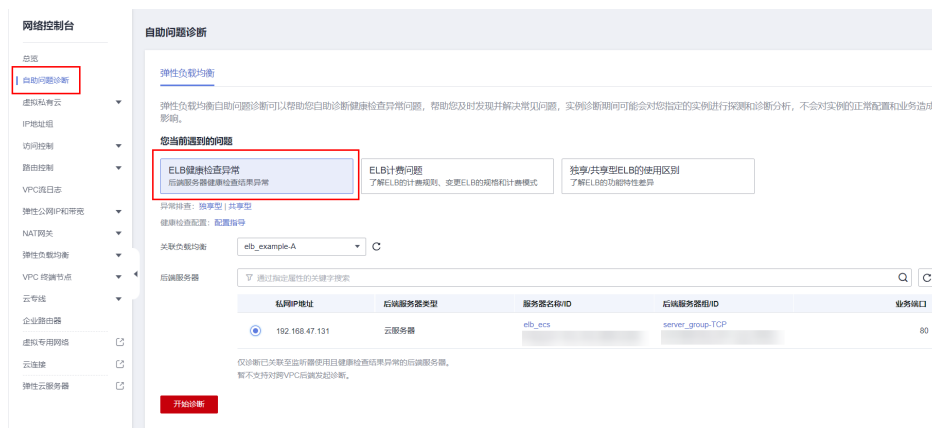 网络控制台
总览
自助问题诊断
虚拟私有云
IP地址组
访问控制
路由控制
VPC流日志
弹性公网IP和带宽
NAT网关
弹性负载均衡
VPC 终端节点
云专线
企业路由器
虚拟专用网络
云连接
弹性云服务器
自助问题诊断
弹性负载均衡
弹性负载均衡自助问题诊断可以帮助您自助诊断健康检查异常问题，帮助您及时发现并解决常见问题，实例诊断期间可能会对您指定的实例进行探测和诊断分析，不会对实例的正常配置和业务造成
影响。
您当前遇到的问题
ELB健康检查异常
后端服务器健康检查结果异常
ELB计费问题
了解ELB的计费规则、变更ELB的规格和计费模式
独享/共享型ELB的使用区别
了解ELB的功能特性差异
异常排查：独享型 | 共享型
健康检查配置：配置指导
关联负载均衡 elb_example-A
后端服务器 通过指定属性的关键字搜索
私网IP地址 后端服务器类型 服务器名称/ID 后端服务器组/ID 业务端口
192.168.47.131 云服务器 elb_ecs server_group-TCP 80
仅诊断已关联至监听器使用且健康检查结果异常的后端服务器。
暂不支持对跨VPC后端发起诊断。
开始诊断